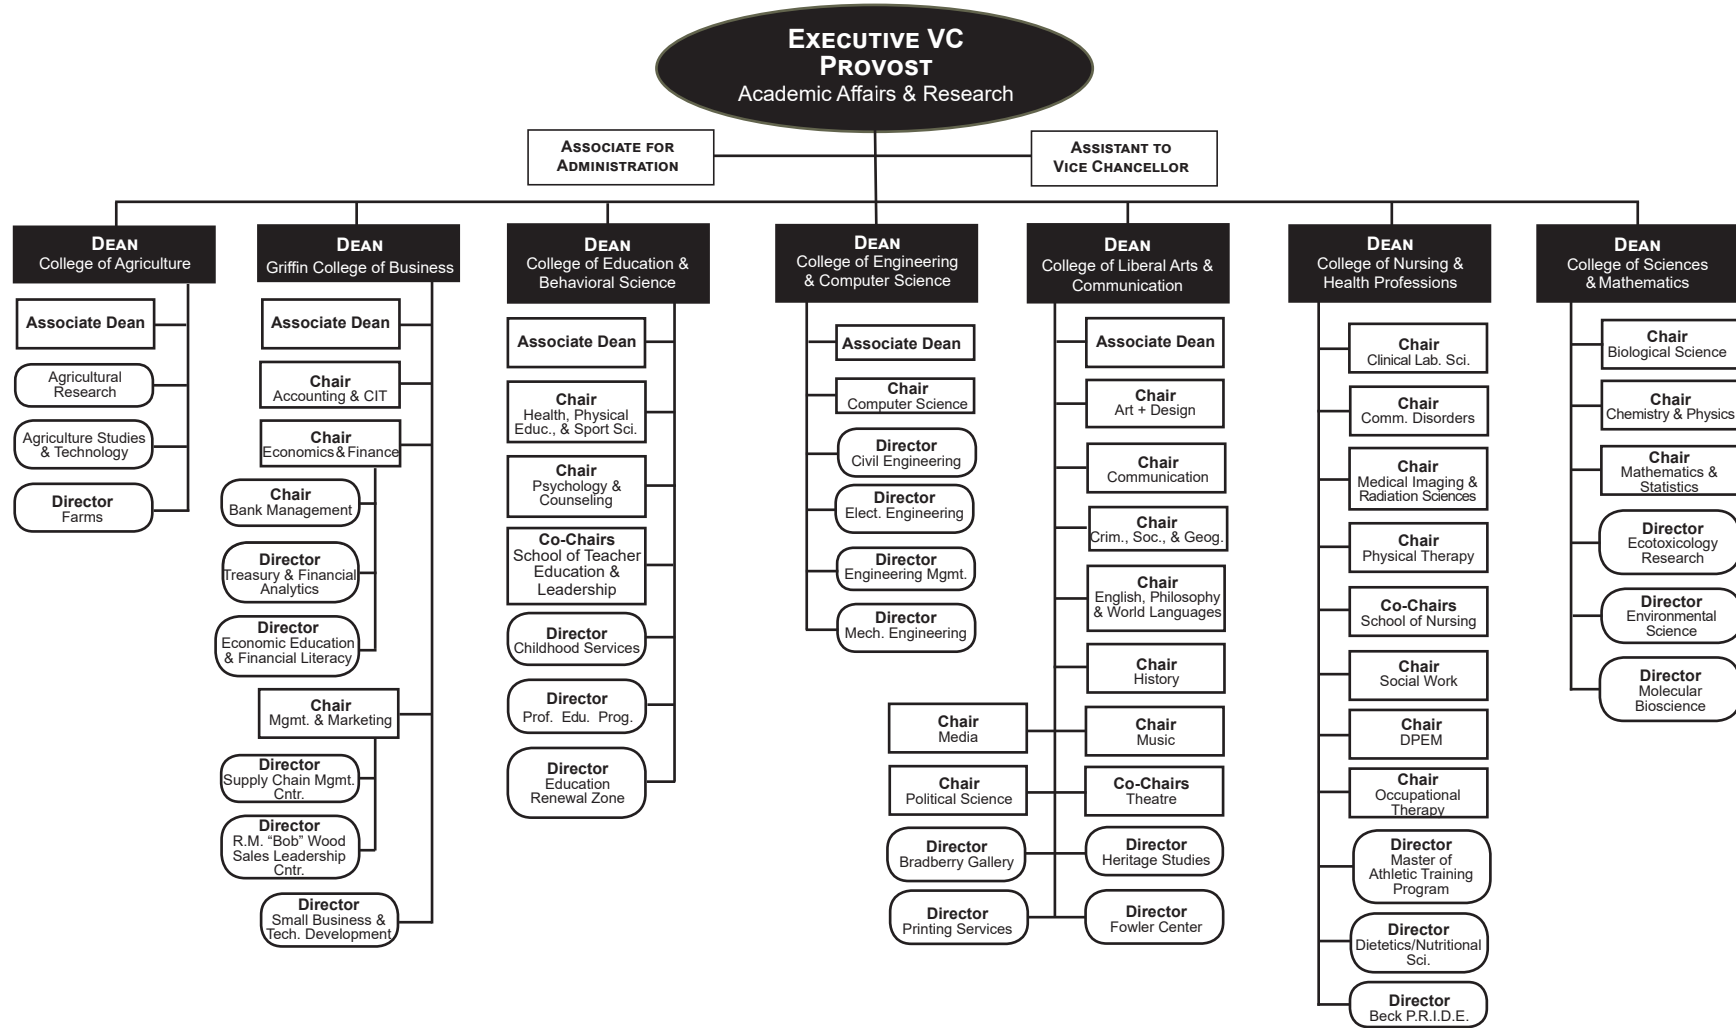 EXECUTIVE VC
PROVOST
Academic Affairs & Research
ASSOCIATE FOR
ADMINISTRATION
ASSISTANT TO
VICE CHANCELLOR
DEAN
College of Agriculture
Associate Dean
Agricultural
Research
Agriculture Studies
& Technology
Director
Farms
DEAN
Griffin College of Business
Associate Dean
Chair
Accounting & CIT
Chair
Economics & Finance
Chair
Bank Management
Director
Treasury & Financial
Analytics
Director
Economic Education
& Financial Literacy
Chair
Mgmt. & Marketing
Director
Supply Chain Mgmt.
Cntr.
Director
R.M. “Bob” Wood
Sales Leadership
Cntr.
Director
Small Business &
Tech. Development
DEAN
College of Education &
Behavioral Science
Associate Dean
Chair
Health, Physical
Educ., & Sport Sci.
Chair
Psychology &
Counseling
Co-Chairs
School of Teacher
Education &
Leadership
Director
Childhood Services
Director
Prof. Edu. Prog.
Director
Education
Renewal Zone
DEAN
College of Engineering
& Computer Science
Associate Dean
Chair
Computer Science
Director
Civil Engineering
Director
Elect. Engineering
Director
Engineering Mgmt.
Director
Mech. Engineering
DEAN
College of Liberal Arts &
Communication
Associate Dean
Chair
Art + Design
Chair
Communication
Chair
Crim., Soc., & Geog.
Chair
English, Philosophy
& World Languages
Chair
History
Chair
Media
Chair
Music
Chair
Political Science
Co-Chairs
Theatre
Director
Bradberry Gallery
Director
Heritage Studies
Director
Printing Services
Director
Fowler Center
DEAN
College of Nursing &
Health Professions
Chair
Clinical Lab. Sci.
Chair
Comm. Disorders
Chair
Medical Imaging &
Radiation Sciences
Chair
Physical Therapy
Co-Chairs
School of Nursing
Chair
Social Work
Chair
DPEM
Chair
Occupational
Therapy
Director
Master of
Athletic Training
Program
Director
Dietetics/Nutritional
Sci.
Director
Beck P.R.I.D.E.
DEAN
College of Sciences
& Mathematics
Chair
Biological Science
Chair
Chemistry & Physics
Chair
Mathematics &
Statistics
Director
Ecotoxicology
Research
Director
Environmental
Science
Director
Molecular
Bioscience